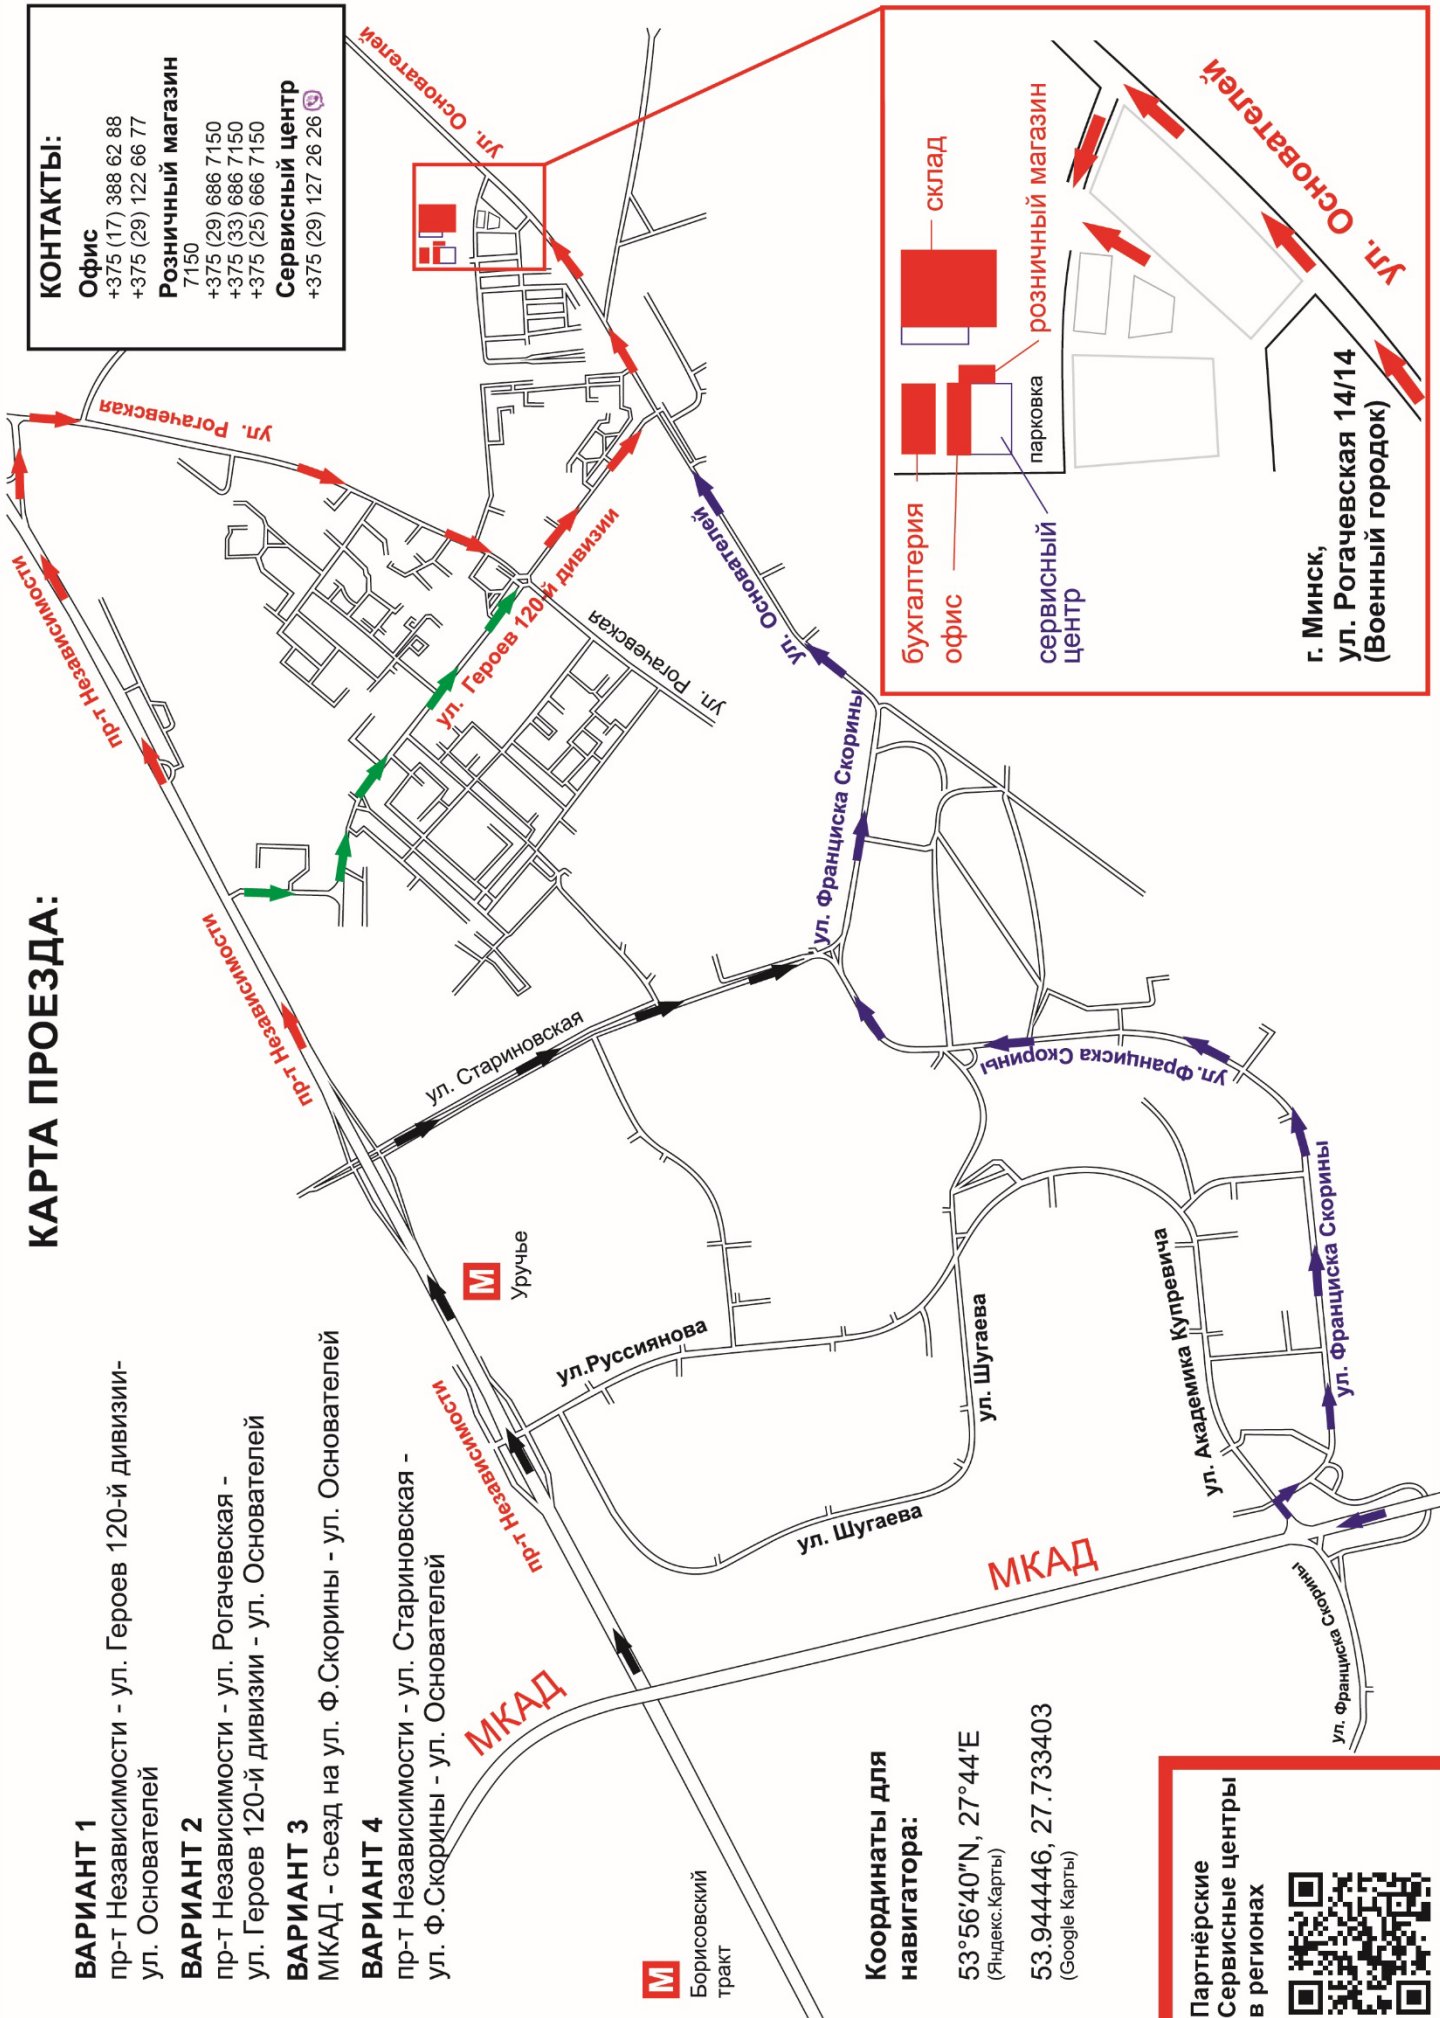 КАРТА ПРОЕЗДА:
ВАРИАНТ 1
пр-т Независимости - ул. Героев 120-й дивизии-
ул. Основателей
ВАРИАНТ 2
пр-т Независимости - ул. Рогачевская -
ул. Героев 120-й дивизии - ул. Основателей
ВАРИАНТ 3
МКАД - съезд на ул. Ф.Скорины - ул. Основателей
ВАРИАНТ 4
пр-т Независимости - ул. Стариновская -
ул. Ф.Скорины - ул. Основателей
КОНТАКТЫ:
Офис
+375 (17) 388 62 88
+375 (29) 122 66 77
Розничный магазин
7150
+375 (29) 686 7150
+375 (33) 686 7150
+375 (25) 666 7150
Сервисный центр
+375 (29) 127 26 26
пр-т Независимости
пр-т Независимости
пр-т Независимости
пр-т Независимости
ул. Рогачевская
ул. Основателей
ул. Героев 120-й дивизии
ул. Рогачевская
ул. Стариновская
М
Уручье
ул.Руссиянова
ул. Основателей
ул. Франциска Скорины
ул. Франциска Скорины
ул. Франциска Скорины
ул. Франциска Скорины
ул. Шугаева
ул. Шугаева
ул. Академика Купревича
МКАД
МКАД
М
Борисовский
тракт
Координаты для
навигатора:
53°56'40"N, 27°44'E
(Яндекс.Карты)
53.944446, 27.733403
(Google Карты)
Партнёрские
Сервисные центры
в регионах
бухгалтерия
офис
сервисный
центр
склад
розничный магазин
парковка
ул. Основателей
г. Минск,
ул. Рогачевская 14/14
(Военный городок)